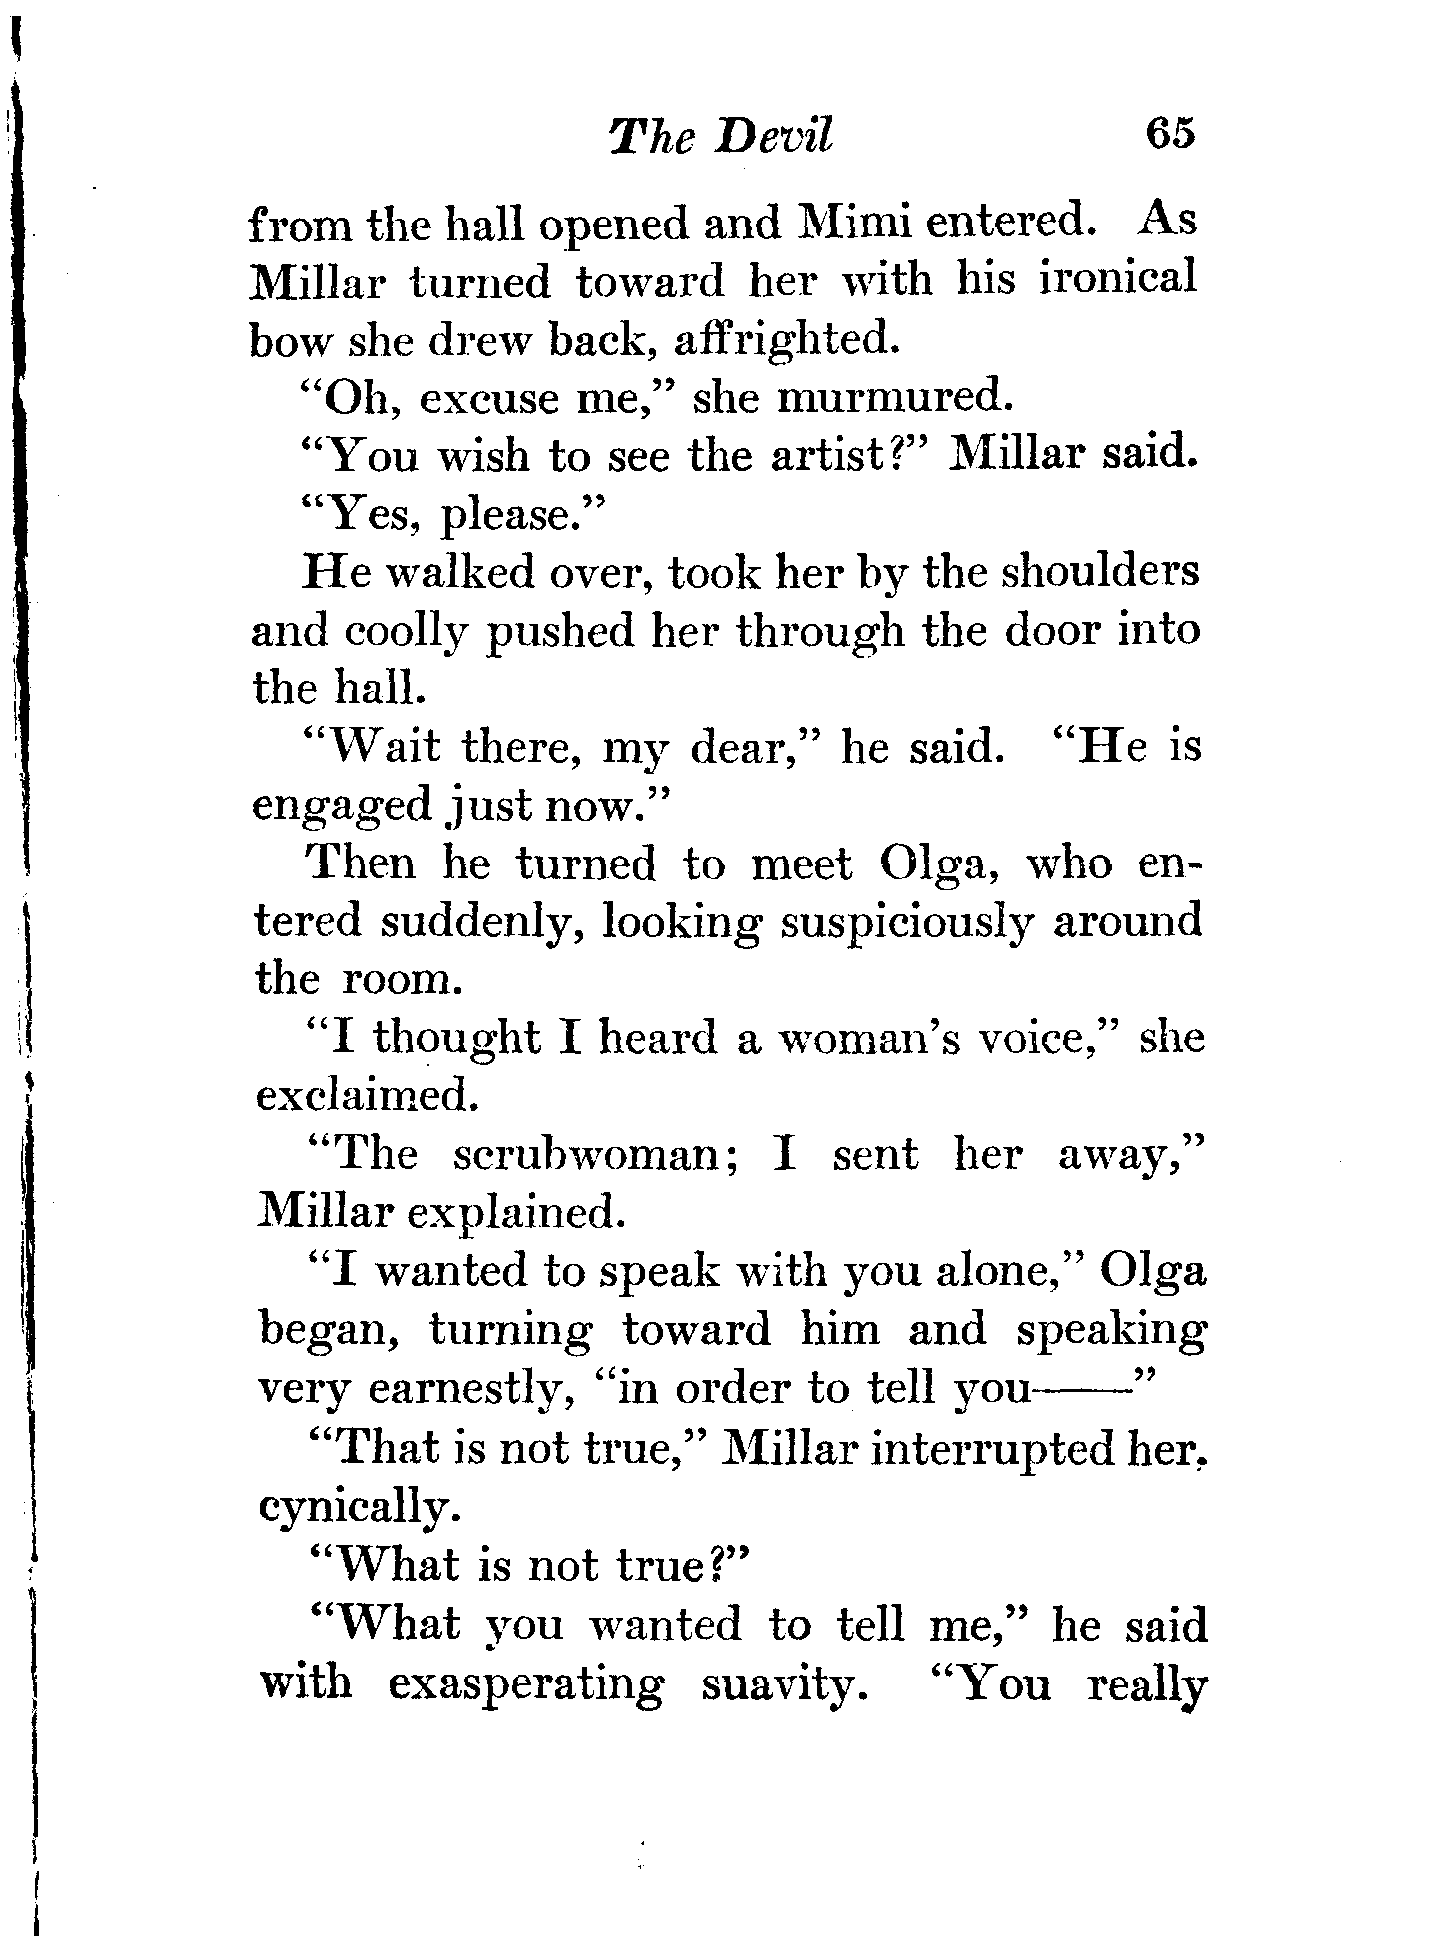 The Devil 65
from the hall opened and Mimi entered. As
Millar turned toward her with his ironical
bow she drew back, affrighted.
“Oh, excuse me,” she murmured.
“You wish to see the artist?” Millar said.
“Yes, please.”
He walked over, took her by the shoulders
and coolly pushed her through the door into
the hall.
“Wait there, my dear,” he said. “He is
engaged just now.”
Then he turned to meet Olga, who en-
tered suddenly, looking suspiciously around
the room.
“I thought I heard a woman’s voice,” she
exclaimed.
“The scrubwoman; I sent her away,”
Millar explained.
“I wanted to speak with you alone,” Olga
began, turning toward him and speaking
very earnestly, “in order to tell you——”
“That is not true,” Millar interrupted her,
cynically.
“What is not true?”
“What you wanted to tell me,” he said
with exasperating suavity. “You really